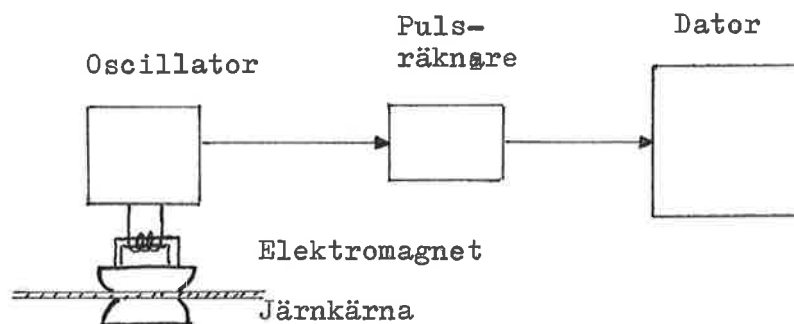 Oscillator
Puls-
räknare
Dator
Elektromagnet
Järnkärna